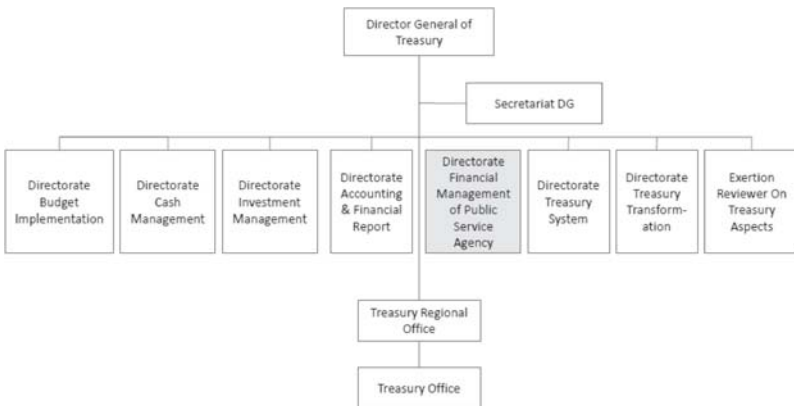 Director General of
Treasury
Secretariat DG
Directorate
Budget
Implementation
Directorate
Cash
Management
Directorate
Investment
Management
Directorate
Accounting
& Financial
Report
Directorate
Financial
Management
of Public
Service
Agency
Directorate
Treasury
System
Directorate
Treasury
Transform-
ation
Exertion
Reviewer On
Treasury
Aspects
Treasury Regional
Office
Treasury Office